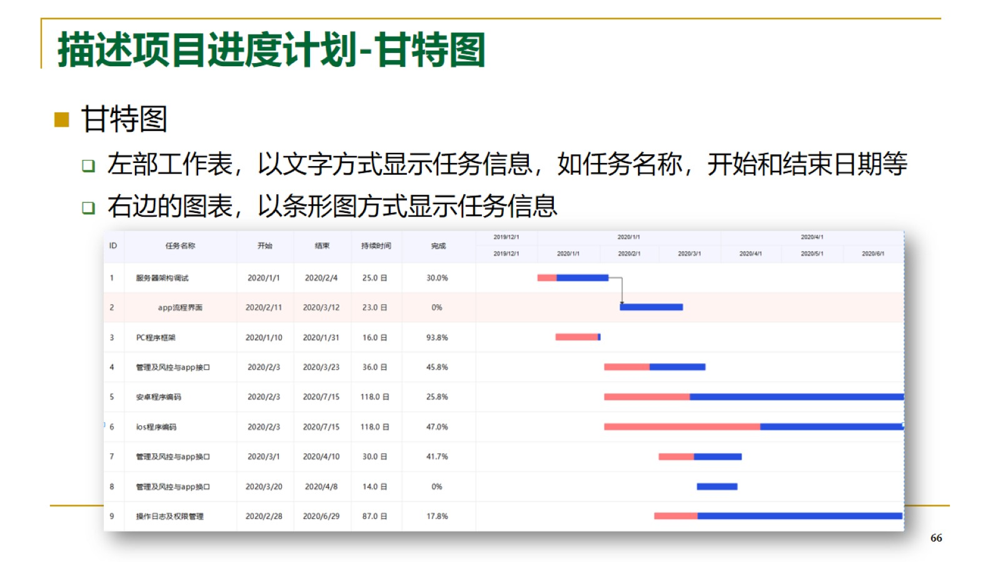 描述项目进度计划-甘特图
甘特图
左部工作表，以文字方式显示任务信息，如任务名称，开始和结束日期等
右边的图表，以条形图方式显示任务信息
ID 任务名称 开始 结束 持续时间 完成 2019/12/1 2020/1/1 2020/4/1
2019/12/1 2020/1/1 2020/2/1 2020/3/1 2020/4/1 2020/5/1 2020/6/1
1 服务器架构调试 2020/1/1 2020/2/4 25.0 日 30.0%
2 app流程界面 2020/2/11 2020/3/12 23.0 日 0%
3 PC程序框架 2020/1/10 2020/1/31 16.0 日 93.8%
4 管理及风控与app接口 2020/2/3 2020/3/23 36.0 日 45.8%
5 安卓程序编码 2020/2/3 2020/7/15 118.0 日 25.8%
6 ios程序编码 2020/2/3 2020/7/15 118.0 日 47.0%
7 管理及风控与app换口 2020/3/1 2020/4/10 30.0 日 41.7%
8 管理及风控与app换口 2020/3/20 2020/4/8 14.0 日 0%
9 操作日志及权限管理 2020/2/28 2020/6/29 87.0 日 17.8%
66